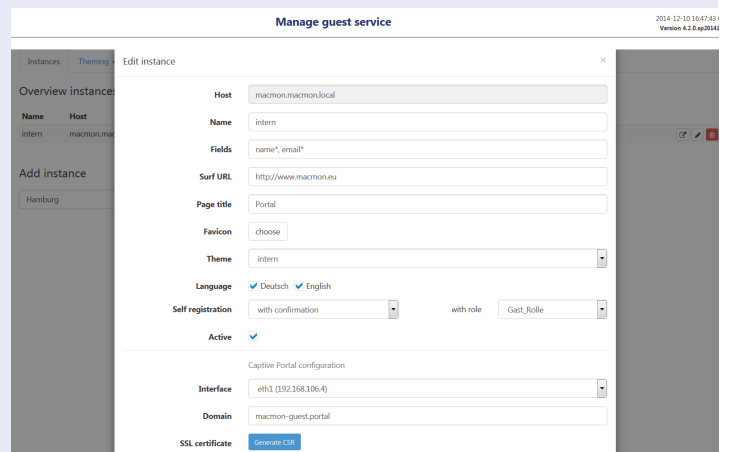 Manage guest service
2014-12-10 16:47:43
Version 4.2.0.sp2014
Instances
Theming
Edit instance
×
Overview instances
Name Host
intern
Add instance
Hamburg
Host macmon.macmon.local
Name intern
Fields name*, email*
Surf URL http://www.macmon.eu
Page title Portal
Favicon choose
Theme intern
Language Deutsch English
Self registration with confirmation with role Gast_Rolle
Active
Captive Portal configuration
Interface eth1 (192.168.106.4)
Domain macmon-guest.portal
SSL certificate Generate CSR